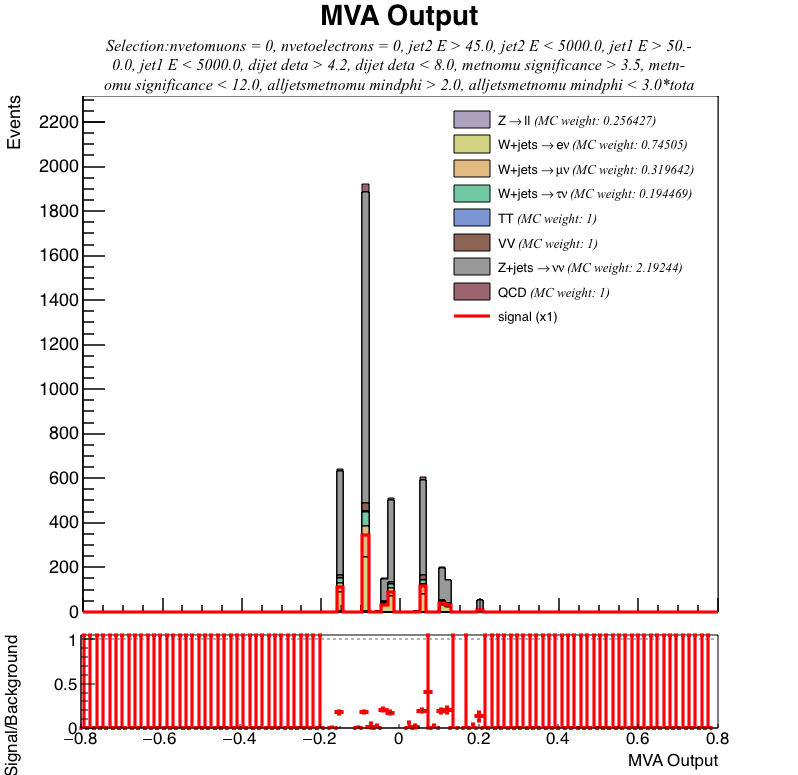 MVA Output
Selection:nvetomuons = 0, nvetoelectrons = 0, jet2 E > 45.0, jet2 E < 5000.0, jet1 E > 50.-
0.0, jet1 E < 5000.0, dijet deta > 4.2, dijet deta < 8.0, metnomu significance > 3.5, metn-
omu significance < 12.0, alljetsmetnomu mindphi > 2.0, alljetsmetnomu mindphi < 3.0*tota
Events
2200
2000
1800
1600
1400
1200
1000
800
600
400
200
0
Z→ll (MC weight: 0.256427)
W+jets→eν (MC weight: 0.74505)
W+jets→μν (MC weight: 0.319642)
W+jets→τν (MC weight: 0.194469)
TT (MC weight: 1)
VV (MC weight: 1)
Z+jets→νν (MC weight: 2.19244)
QCD (MC weight: 1)
signal (x1)
Signal/Background
1
0.5
0
−0.8 −0.6 −0.4 −0.2 0 0.2 0.4 0.6 0.8
MVA Output